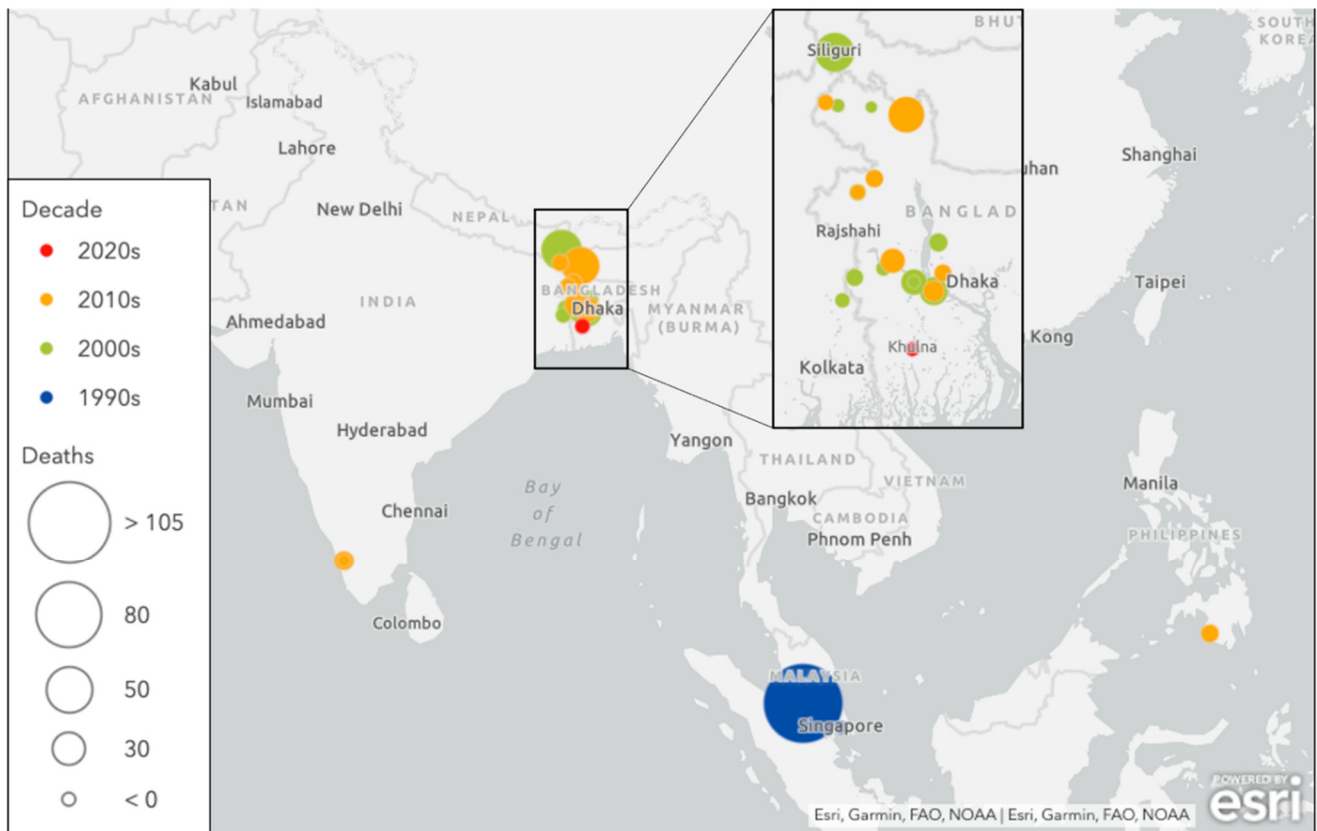 Kabul
AFGHANISTAN
Islamabad
Lahore
TAN
New Delhi
NEPAL
INDIA
Ahmedabad
Mumbai
Hyderabad
Chennai
Colombo
BANGLADESH
Dhaka
MYANMAR
(BURMA)
Yangon
Bay
of
Bengal
THAILAND
Bangkok
VIETNAM
CAMBODIA
Phnom Penh
MALAYSIA
Singapore
Manila
PHILIPPINES
SOUTH
KOREA
Shanghai
uhan
Taipei
Kong
BHUT
Siliguri
BANGLAD
Rajshahi
Dhaka
Khulna
Kolkata
Decade
2020s
2010s
2000s
1990s
Deaths
> 105
80
50
30
< 0
Esri, Garmin, FAO, NOAA | Esri, Garmin, FAO, NOAA
POWERED BY
esri